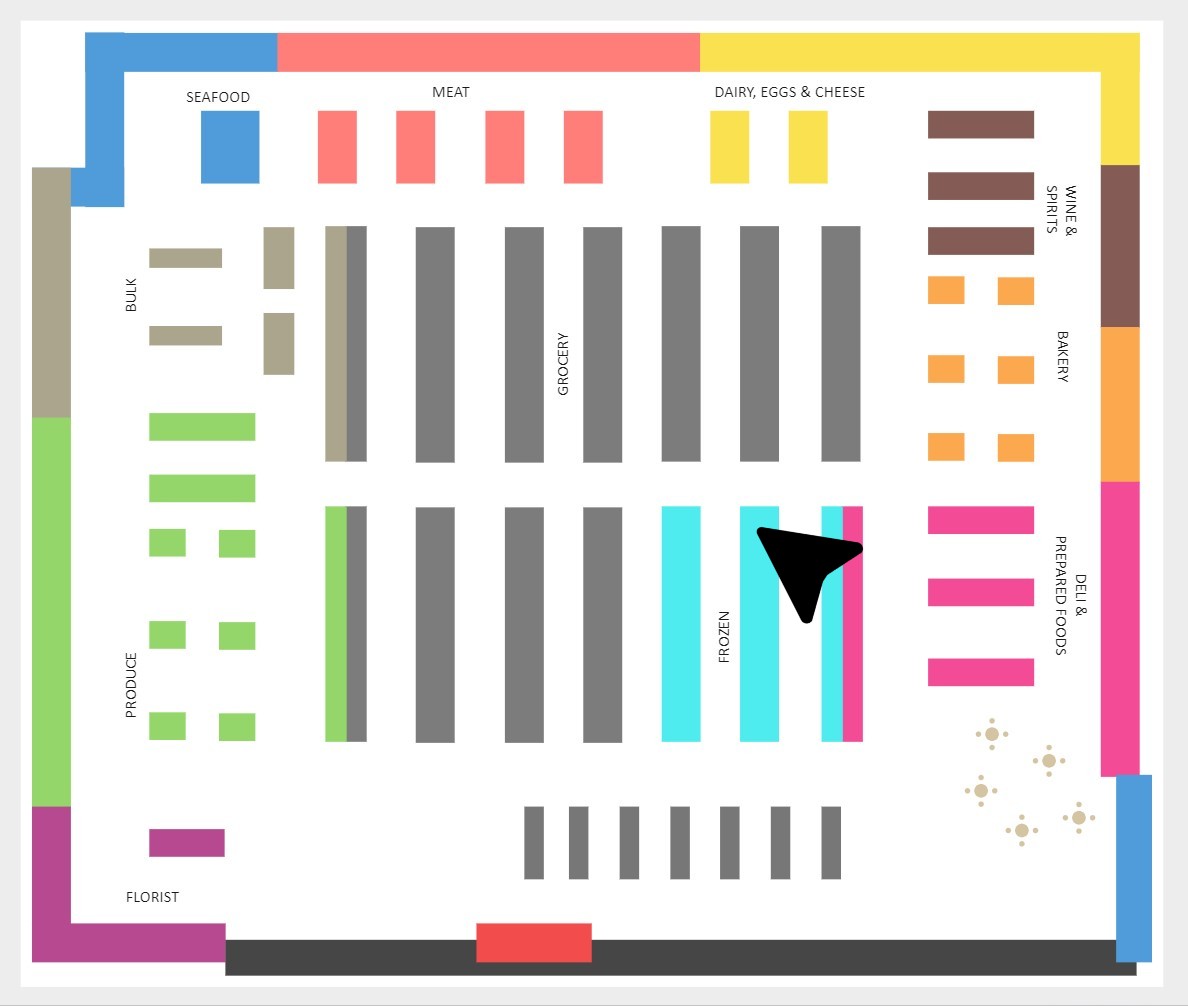 SEAFOOD
MEAT
DAIRY, EGGS & CHEESE
WINE &
SPIRITS
BULK
GROCERY
BAKERY
DELI &
PREPARED FOODS
FROZEN
PRODUCE
FLORIST